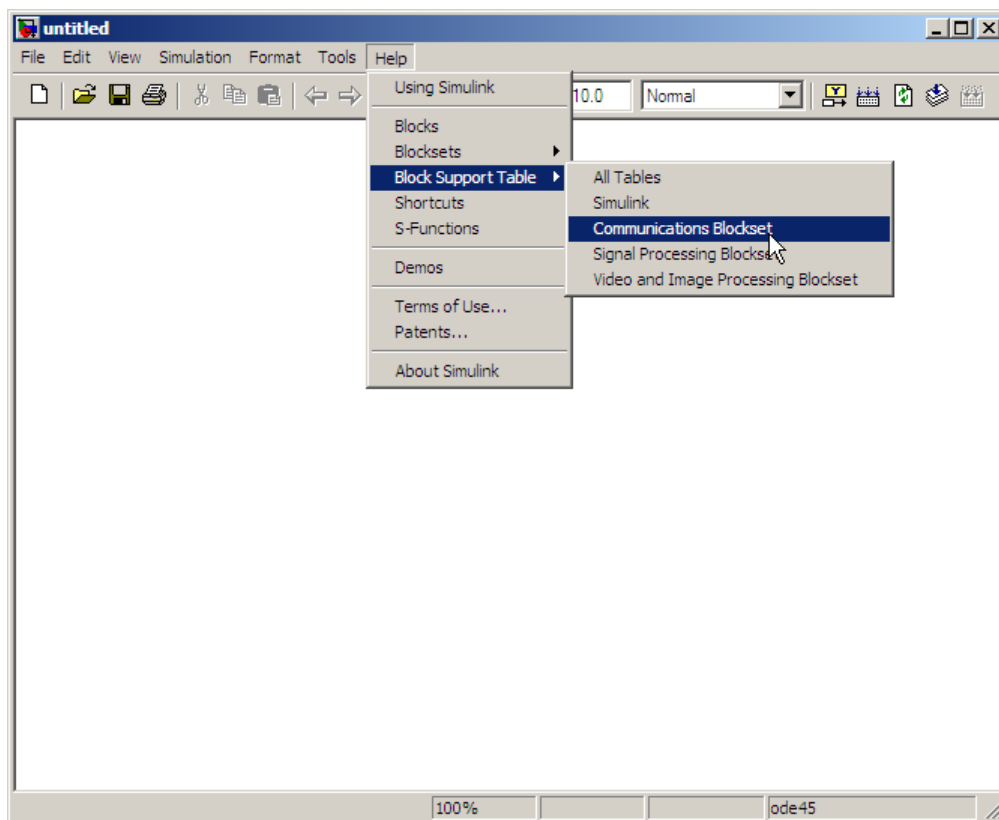 untitled
File Edit View Simulation Format Tools Help
10.0 Normal
Using Simulink
Blocks
Blocksets
Block Support Table
Shortcuts
S-Functions
Demos
Terms of Use...
Patents...
About Simulink
All Tables
Simulink
Communications Blockset
Signal Processing Blockset
Video and Image Processing Blockset
100% ode45